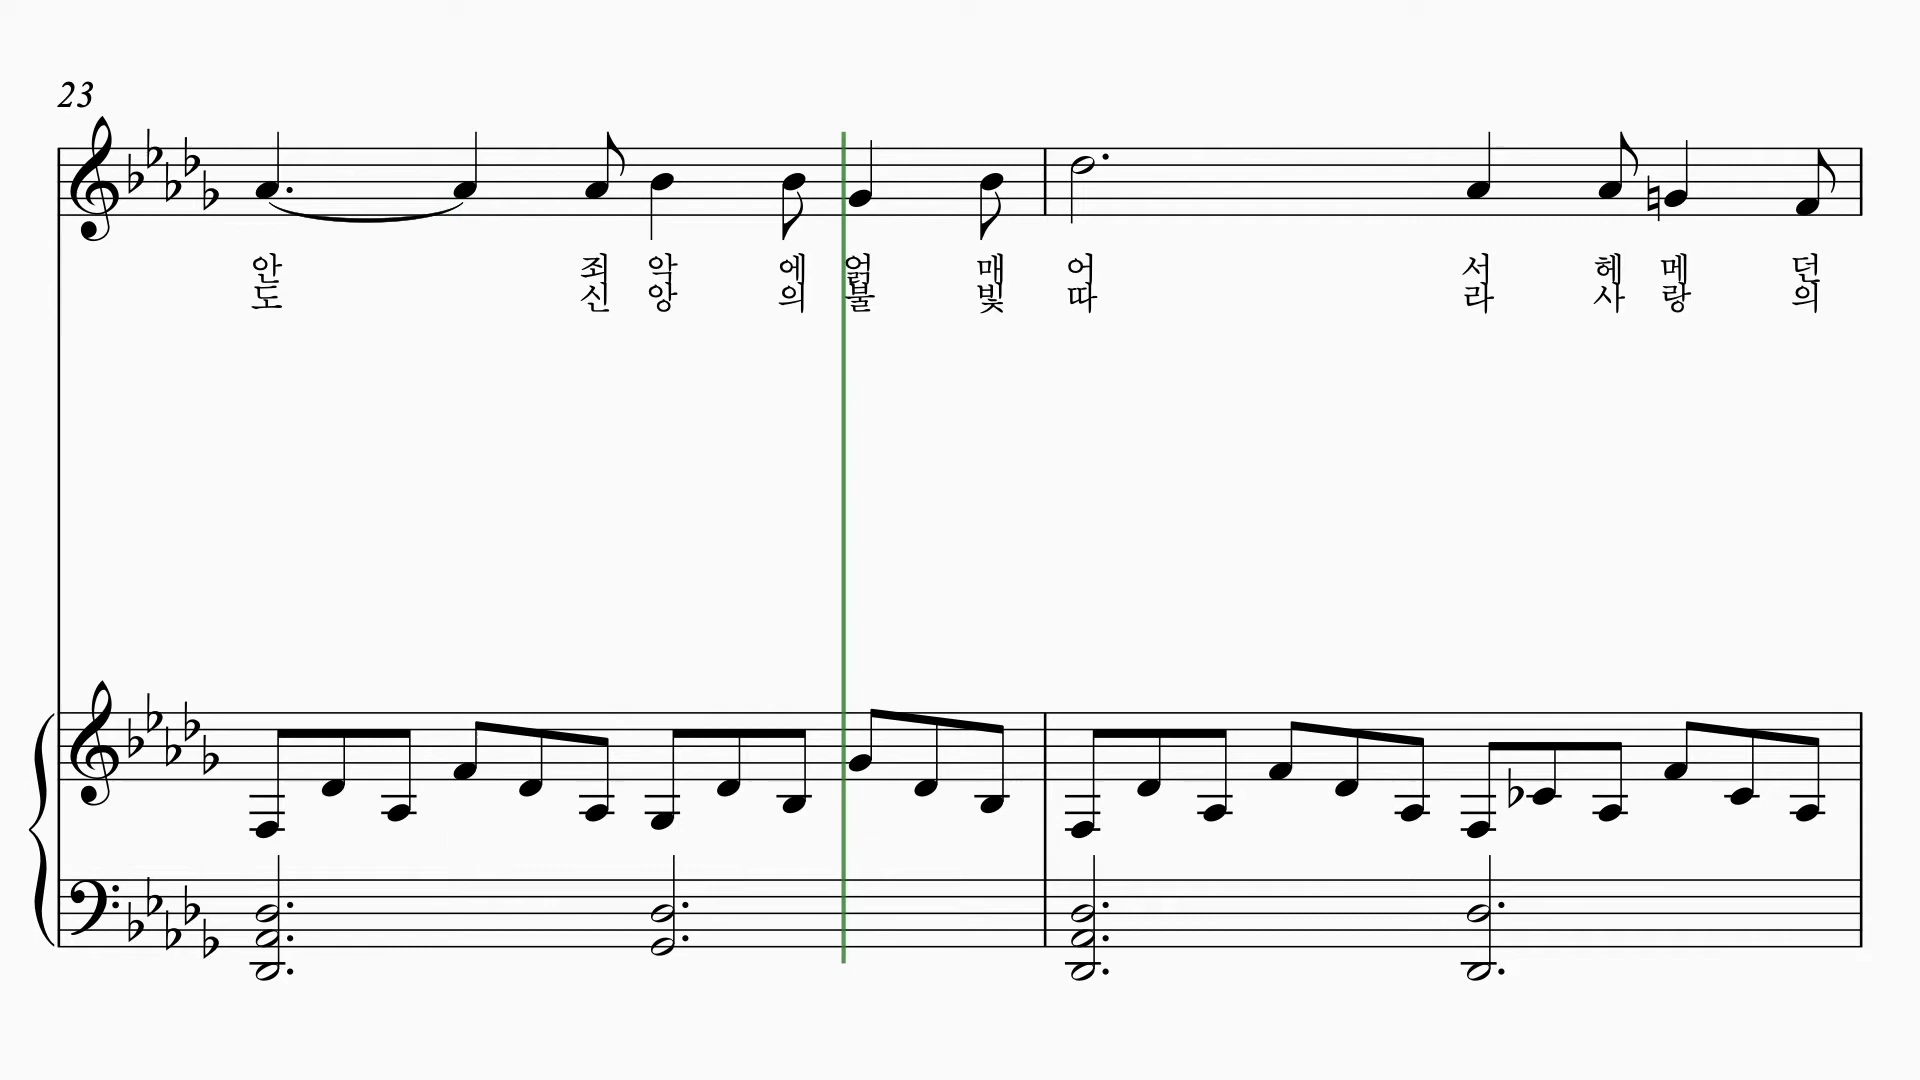 23
안 죄 악 에 얽 매 어 서 헤 메 던
도 신 앙 의 불 빛 따 라 사 랑 의